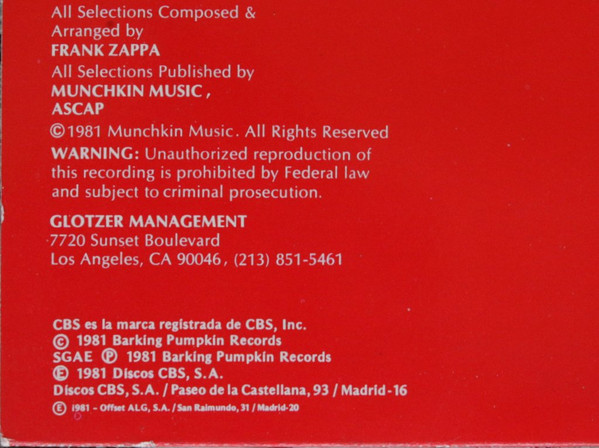 All Selections Composed &
Arranged by
FRANK ZAPPA
All Selections Published by
MUNCHKIN MUSIC ,
ASCAP
©1981 Munchkin Music. All Rights Reserved
WARNING: Unauthorized reproduction of
this recording is prohibited by Federal law
and subject to criminal prosecution.
GLOTZER MANAGEMENT
7720 Sunset Boulevard
Los Angeles, CA 90046, (213) 851-5461
CBS es la marca registrada de CBS, Inc.
© 1981 Barking Pumpkin Records
SGAE ℗ 1981 Barking Pumpkin Records
Ⓔ 1981 Discos CBS, S.A.
Discos CBS, S.A. / Paseo de la Castellana, 93 / Madrid-16
Ⓔ 1981 - Offset ALG, S.A. / San Raimundo, 31 / Madrid-20